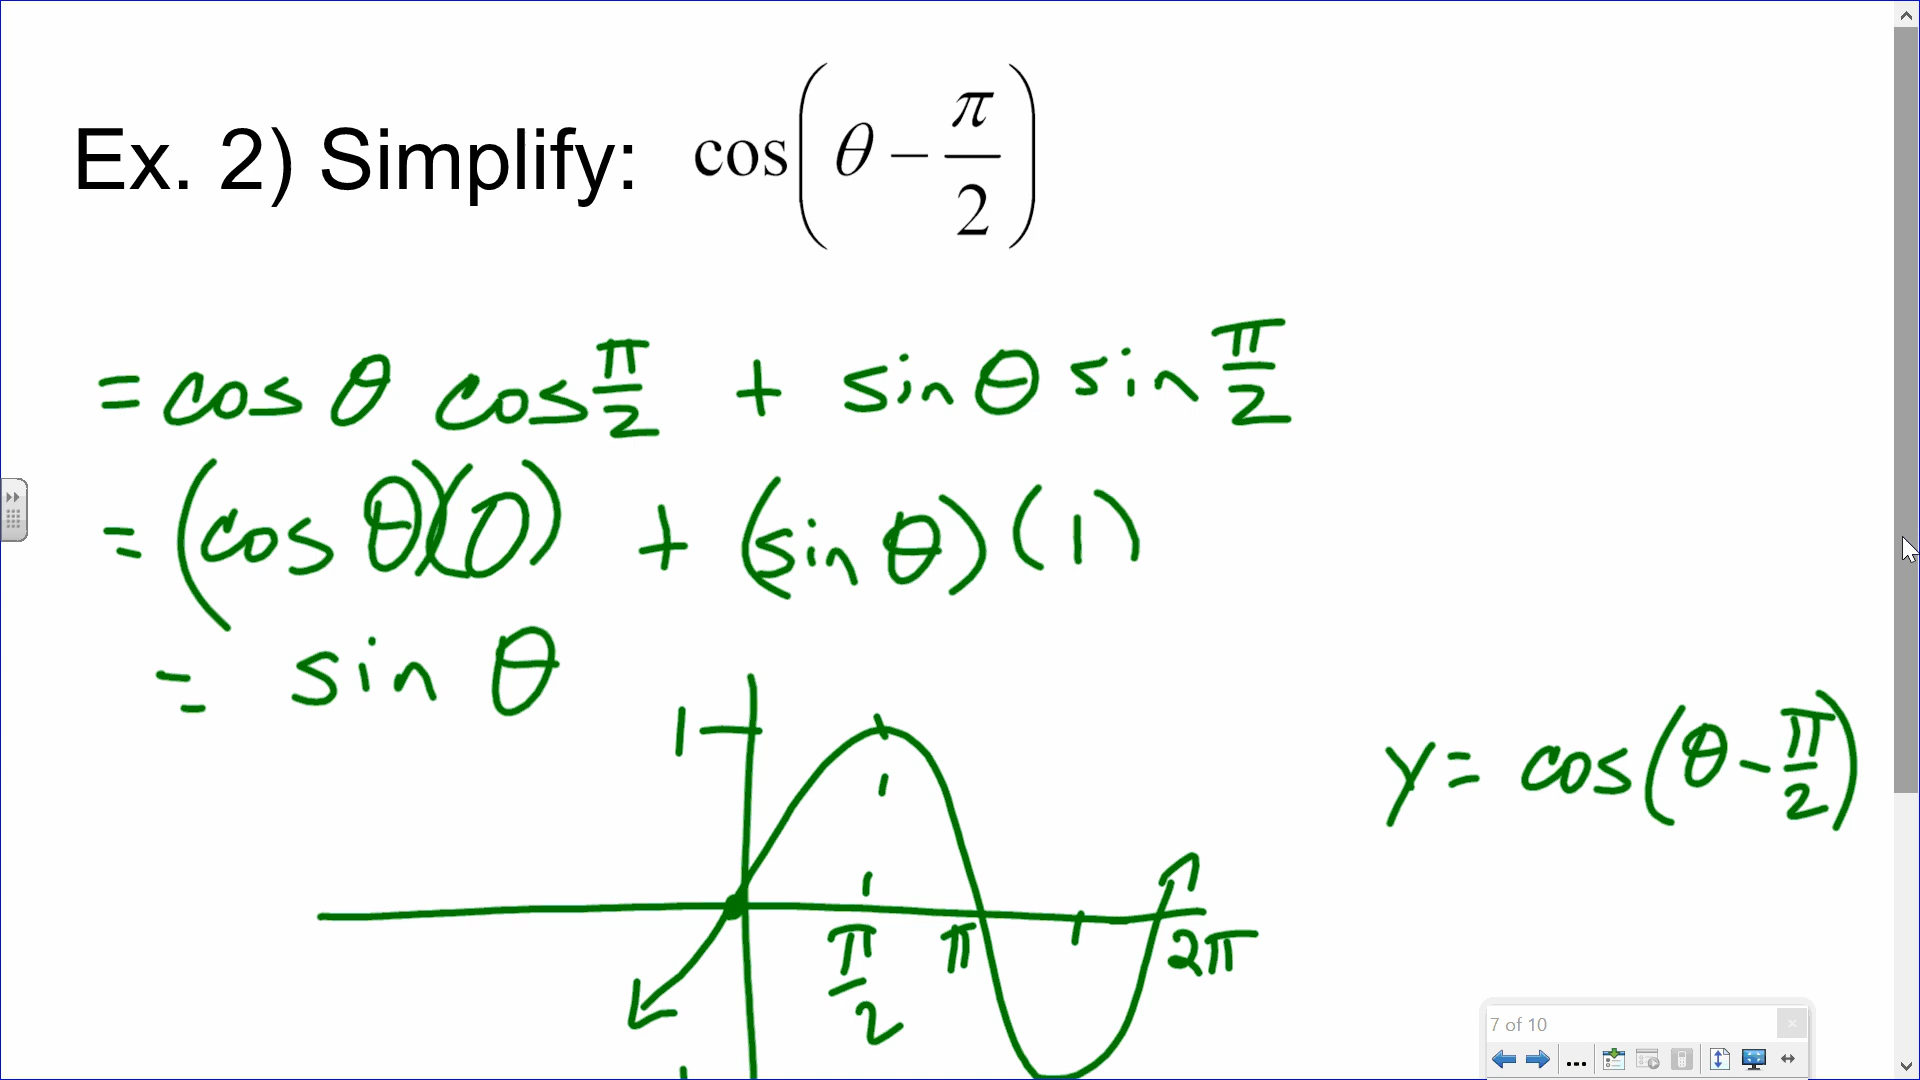 Ex. 2) Simplify: cos(θ − π/2)
= cos θ cos π/2 + sin θ sin π/2
= (cos θ)(0) + (sin θ)(1)
= sin θ
1
y = cos(θ - π/2)
π/2 π 2π
7 of 10